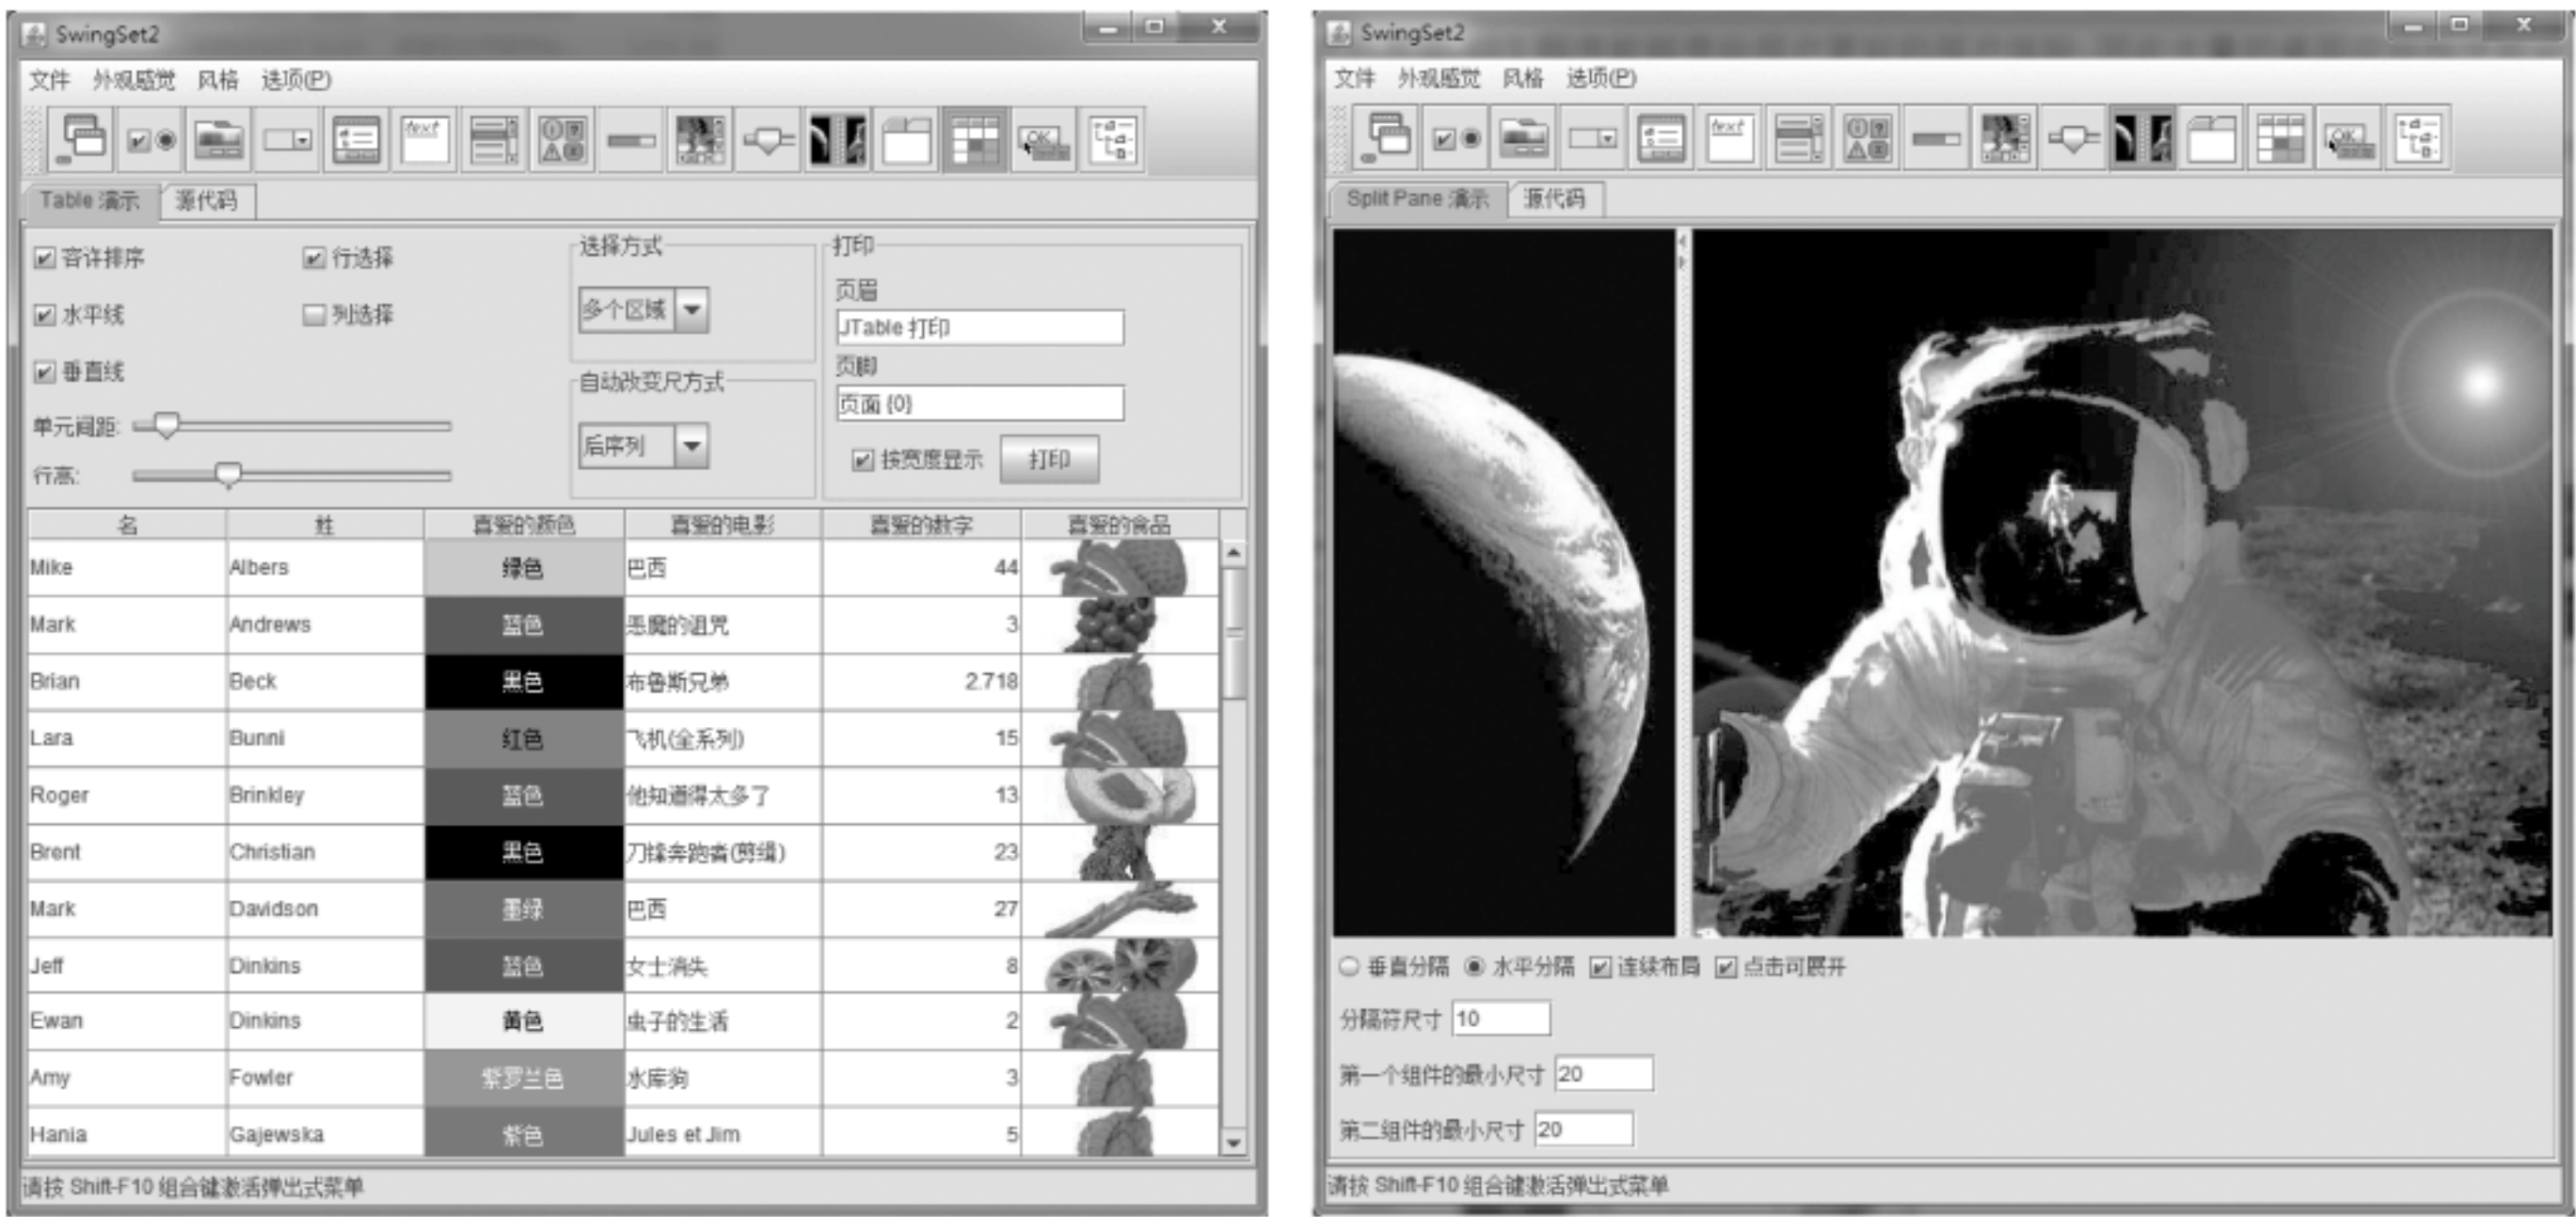 SwingSet2
文件 外观感觉 风格 选项(P)
text
OK
Table 演示 源代码
容许排序 行选择
水平线 列选择
垂直线
单元间距:
行高:
选择方式
多个区域
自动改变尺方式
后序列
打印
页眉
JTable 打印
页脚
页面 {0}
按宽度显示 打印
名 姓 喜爱的颜色 喜爱的电影 喜爱的数字 喜爱的食品
Mike Albers 绿色 巴西 44
Mark Andrews 蓝色 恶魔的诅咒 3
Brian Beck 黑色 布鲁斯兄弟 2.718
Lara Bunni 红色 飞机(全系列) 15
Roger Brinkley 蓝色 他知道得太多了 13
Brent Christian 黑色 刀锋奔跑者(剪缉) 23
Mark Davidson 墨绿 巴西 27
Jeff Dinkins 蓝色 女士消失 8
Ewan Dinkins 黄色 虫子的生活 2
Amy Fowler 紫罗兰色 水库狗 3
Hania Gajewska 紫色 Jules et Jim 5
请按 Shift-F10 组合键激活弹出式菜单
SwingSet2
文件 外观感觉 风格 选项(P)
text
OK
Split Pane 演示 源代码
垂直分隔 水平分隔 连续布局 点击可展开
分隔符尺寸 10
第一个组件的最小尺寸 20
第二组件的最小尺寸 20
请按 Shift-F10 组合键激活弹出式菜单